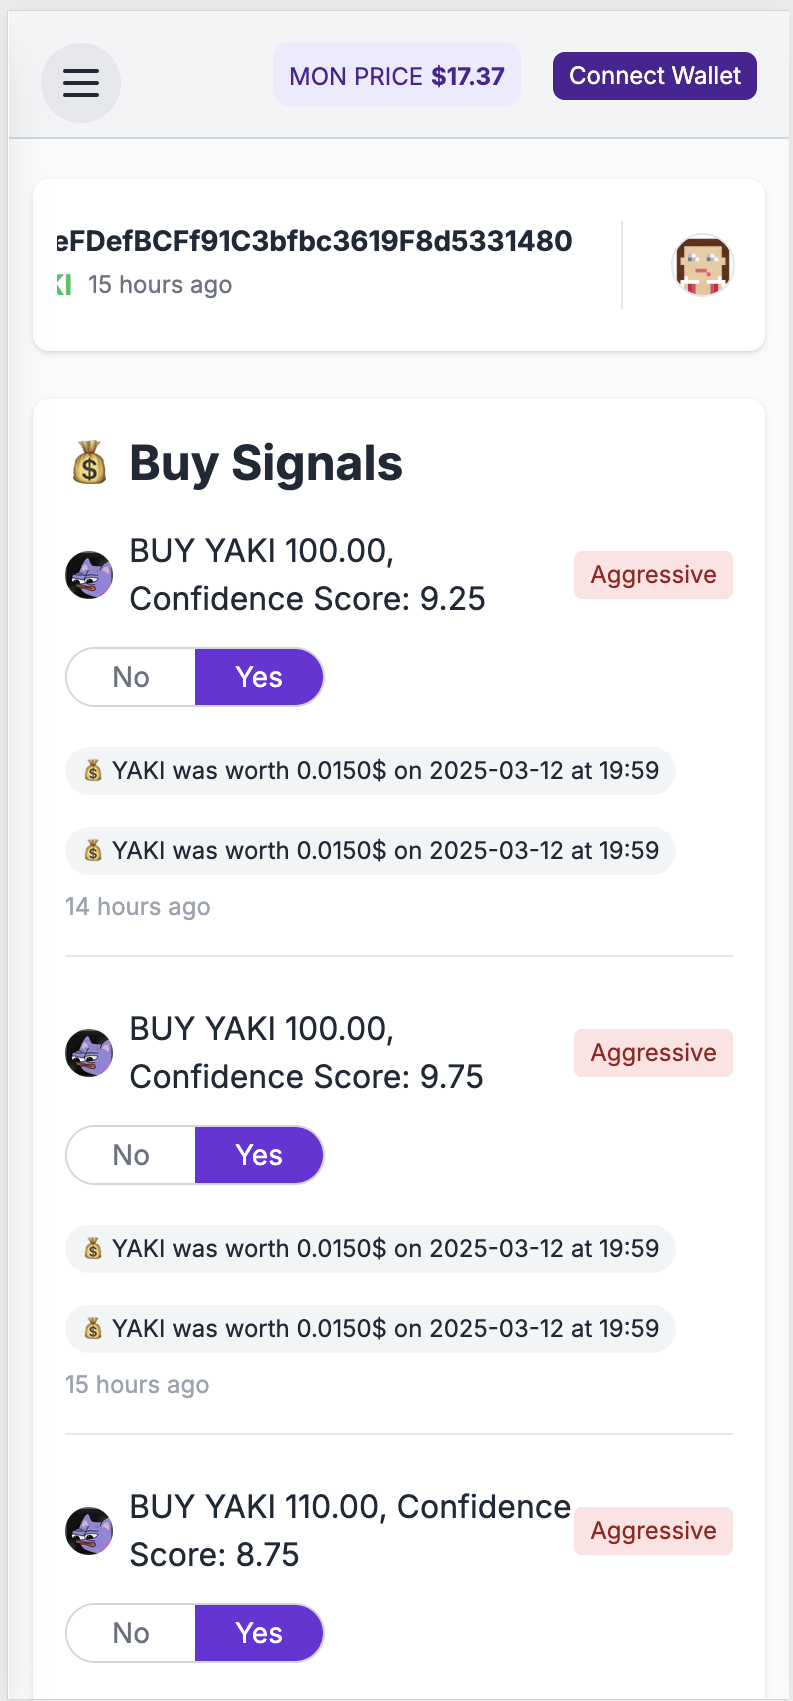 MON PRICE $17.37
Connect Wallet
eFDefBCFf91C3bfbc3619F8d5331480
KI 15 hours ago
💰 Buy Signals
BUY YAKI 100.00,
Confidence Score: 9.25
Aggressive
No Yes
💰 YAKI was worth 0.0150$ on 2025-03-12 at 19:59
💰 YAKI was worth 0.0150$ on 2025-03-12 at 19:59
14 hours ago
BUY YAKI 100.00,
Confidence Score: 9.75
Aggressive
No Yes
💰 YAKI was worth 0.0150$ on 2025-03-12 at 19:59
💰 YAKI was worth 0.0150$ on 2025-03-12 at 19:59
15 hours ago
BUY YAKI 110.00, Confidence
Score: 8.75
Aggressive
No Yes